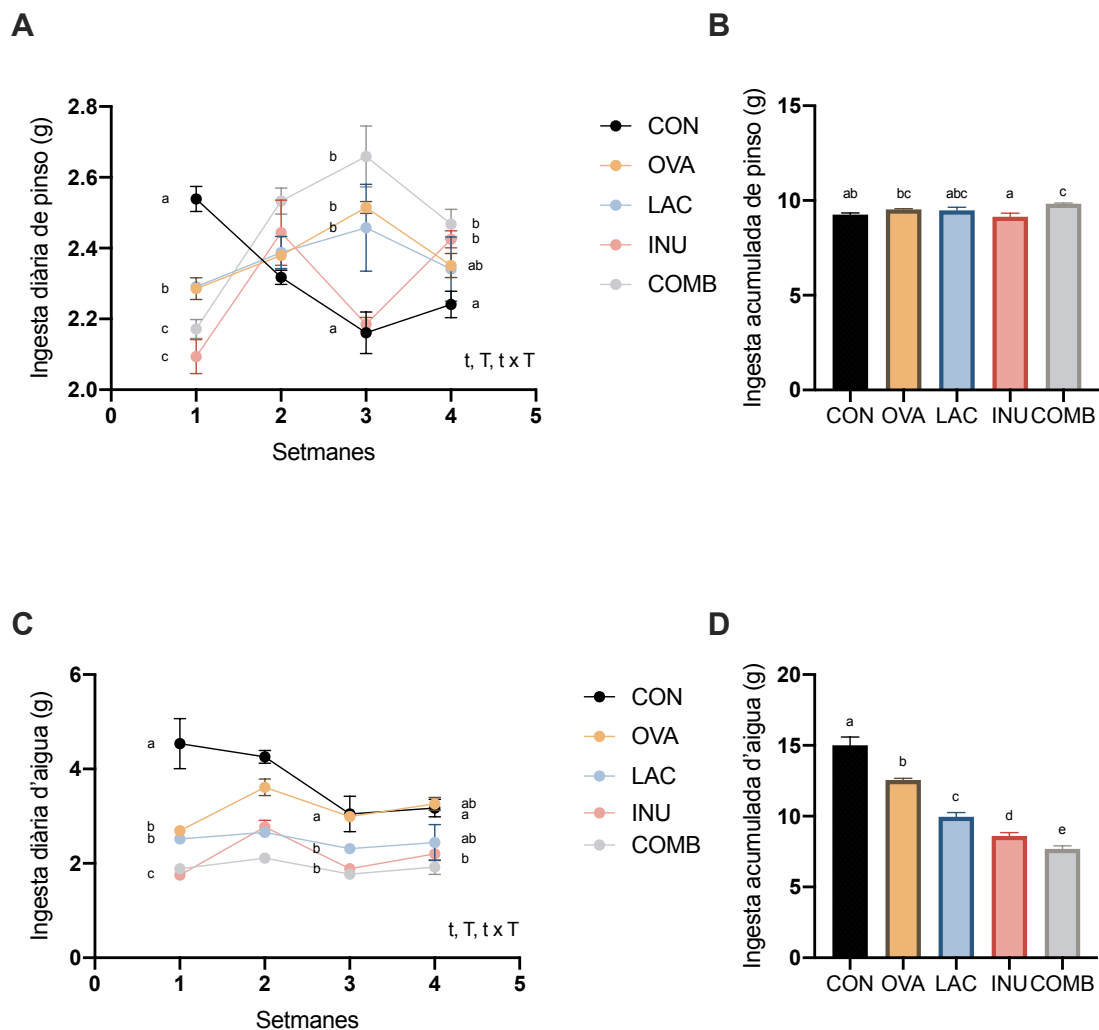 A
Ingesta diària de pinso (g)
2.8
2.6
2.4
2.2
2.0
a
b
c
c
b
b
b
a
b
b
ab
a
t, T, t x T
0
1
2
3
4
5
Setmanes
CON
OVA
LAC
INU
COMB
B
Ingesta acumulada de pinso (g)
15
10
5
0
ab
bc
abc
a
c
CON
OVA
LAC
INU
COMB
C
Ingesta diària d'aigua (g)
6
4
2
0
a
b
b
c
a
b
b
ab
a
ab
b
t, T, t x T
0
1
2
3
4
5
Setmanes
CON
OVA
LAC
INU
COMB
D
Ingesta acumulada d'aigua (g)
20
15
10
5
0
a
b
c
d
e
CON
OVA
LAC
INU
COMB